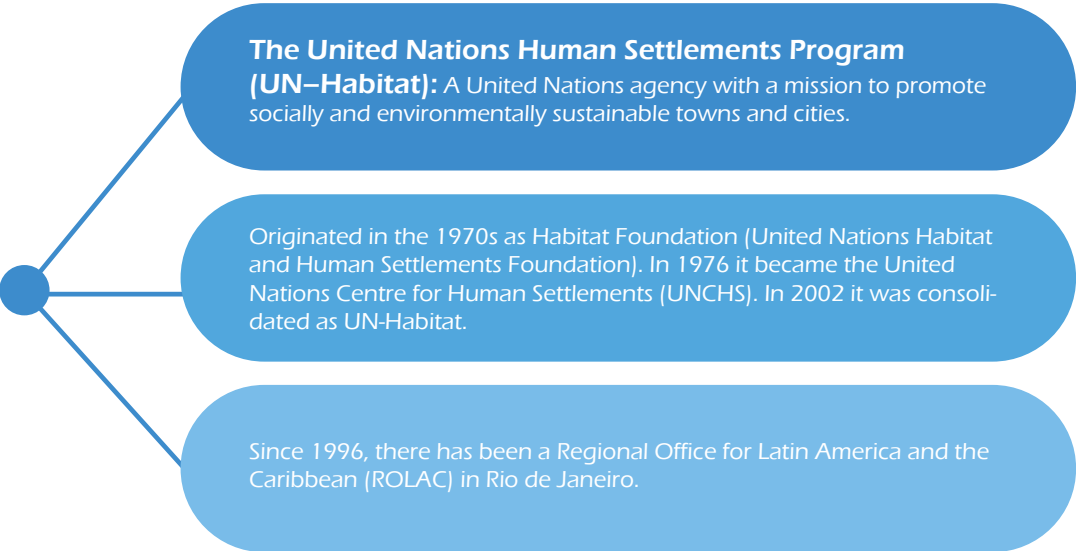 The United Nations Human Settlements Program
(UN–Habitat): A United Nations agency with a mission to promote
socially and environmentally sustainable towns and cities.
Originated in the 1970s as Habitat Foundation (United Nations Habitat
and Human Settlements Foundation). In 1976 it became the United
Nations Centre for Human Settlements (UNCHS). In 2002 it was consoli-
dated as UN-Habitat.
Since 1996, there has been a Regional Office for Latin America and the
Caribbean (ROLAC) in Rio de Janeiro.